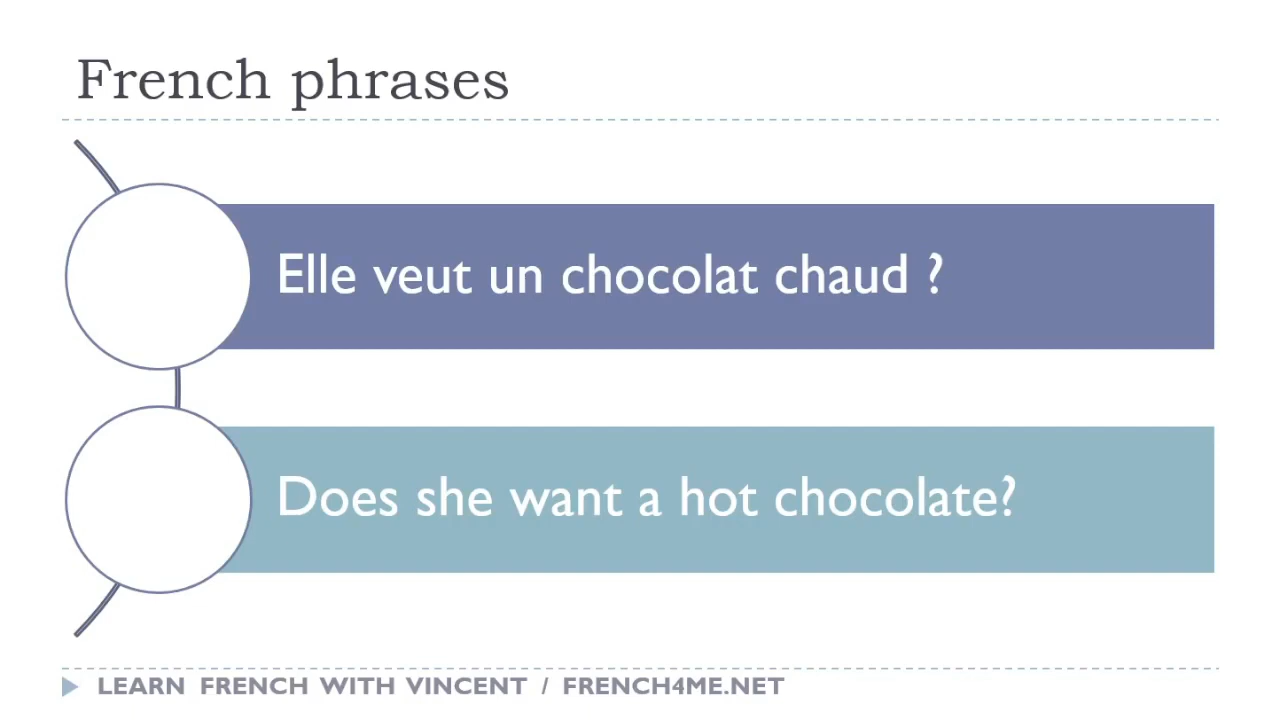 French phrases
Elle veut un chocolat chaud ?
Does she want a hot chocolate?
LEARN FRENCH WITH VINCENT / FRENCH4ME.NET